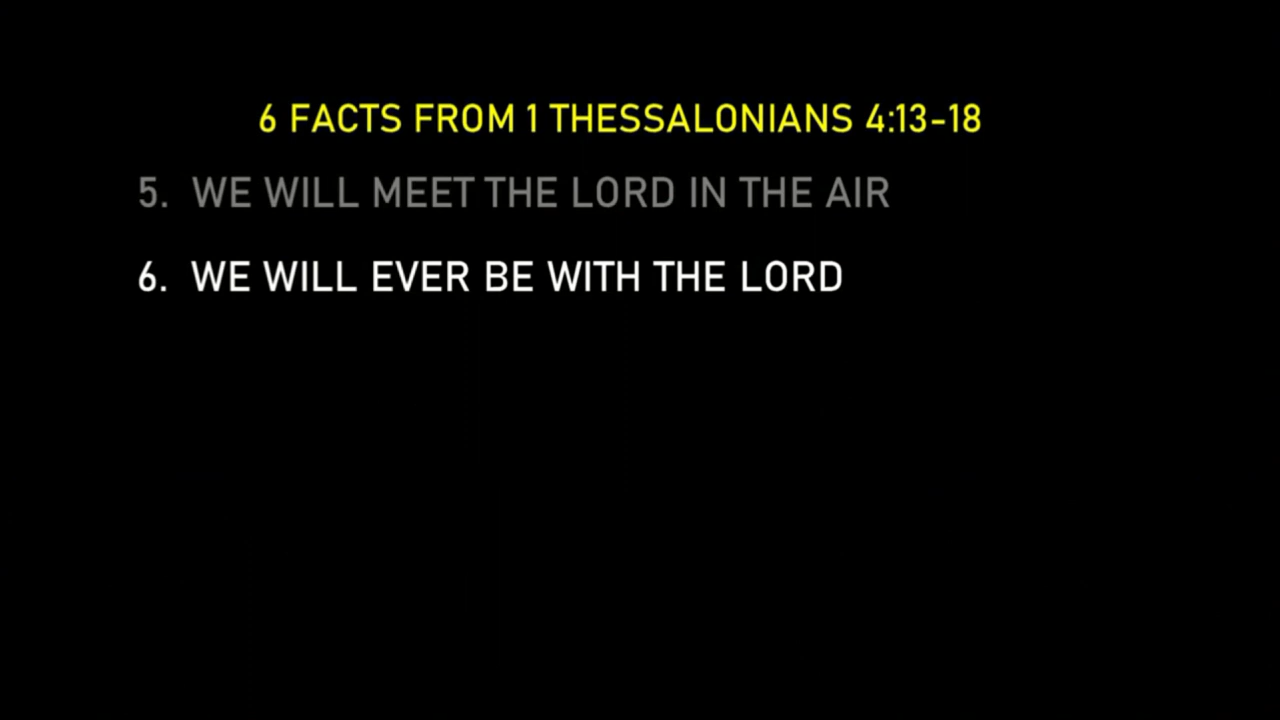 6 FACTS FROM 1 THESSALONIANS 4:13-18
5. WE WILL MEET THE LORD IN THE AIR
6. WE WILL EVER BE WITH THE LORD